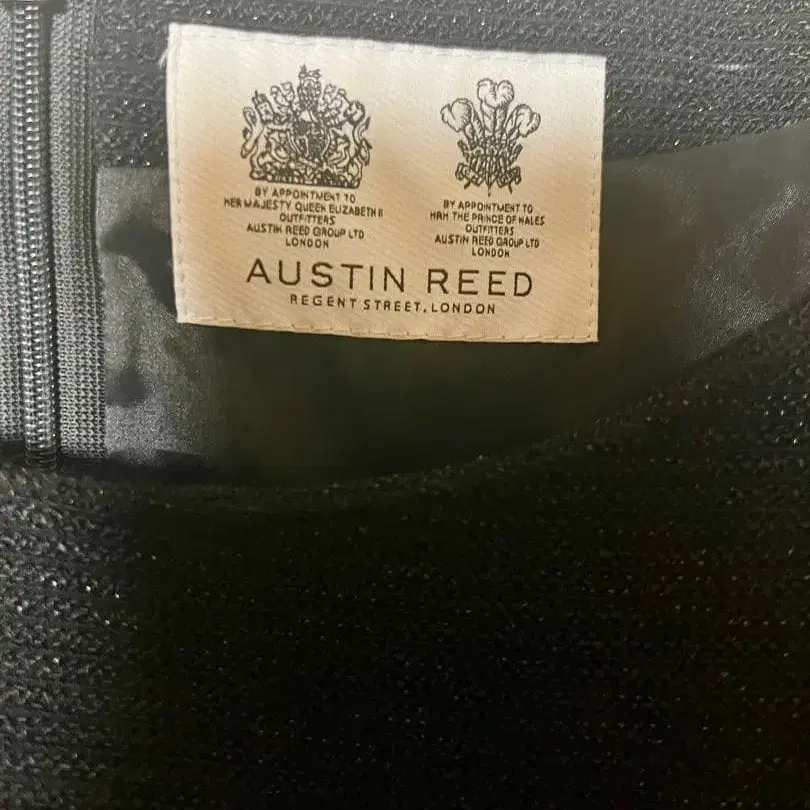 BY APPOINTMENT TO
HER MAJESTY QUEEN ELIZABETH II
OUTFITTERS
AUSTIN REED GROUP LTD
LONDON
BY APPOINTMENT TO
HRH THE PRINCE OF WALES
OUTFITTERS
AUSTIN REED GROUP LTD
LONDON
AUSTIN REED
REGENT STREET, LONDON